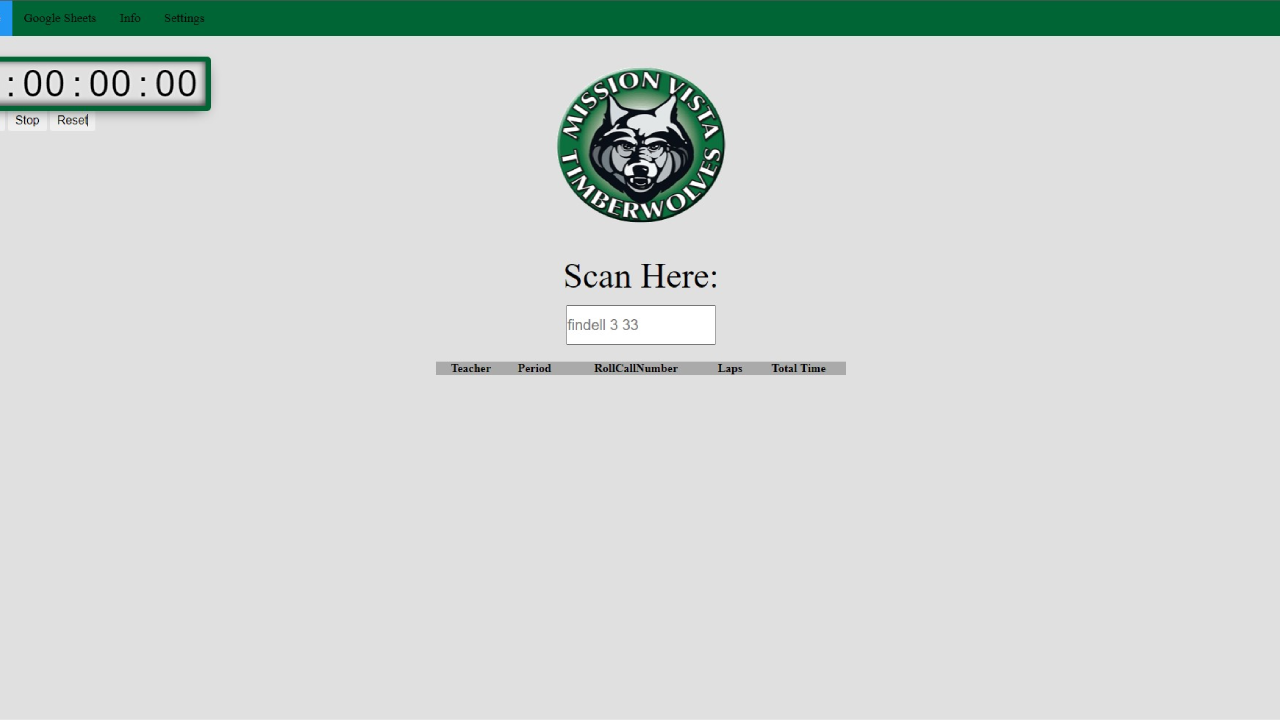 Google Sheets Info Settings
:00:00:00
Stop Reset
MISSION VISTA
TIMBERWOLVES
Scan Here:
findell 3 33
Teacher Period RollCallNumber Laps Total Time